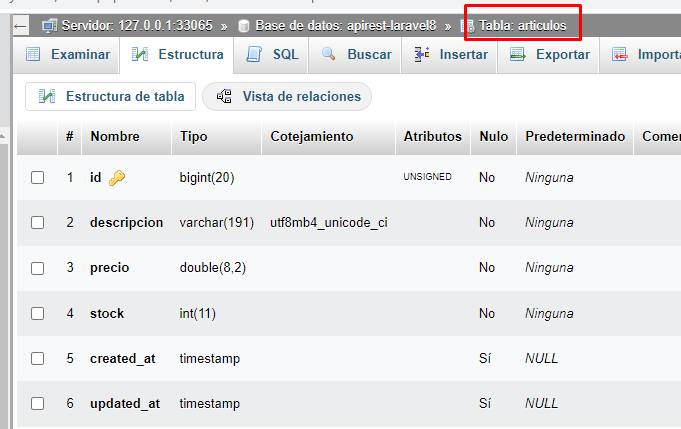 Servidor: 127.0.0.1:33065 » Base de datos: apirest-laravel8 » Tabla: articulos
Examinar Estructura SQL Buscar Insertar Exportar Importa
Estructura de tabla Vista de relaciones
# Nombre Tipo Cotejamiento Atributos Nulo Predeterminado Comen
1 id bigint(20) UNSIGNED No Ninguna
2 descripcion varchar(191) utf8mb4_unicode_ci No Ninguna
3 precio double(8,2) No Ninguna
4 stock int(11) No Ninguna
5 created_at timestamp Sí NULL
6 updated_at timestamp Sí NULL